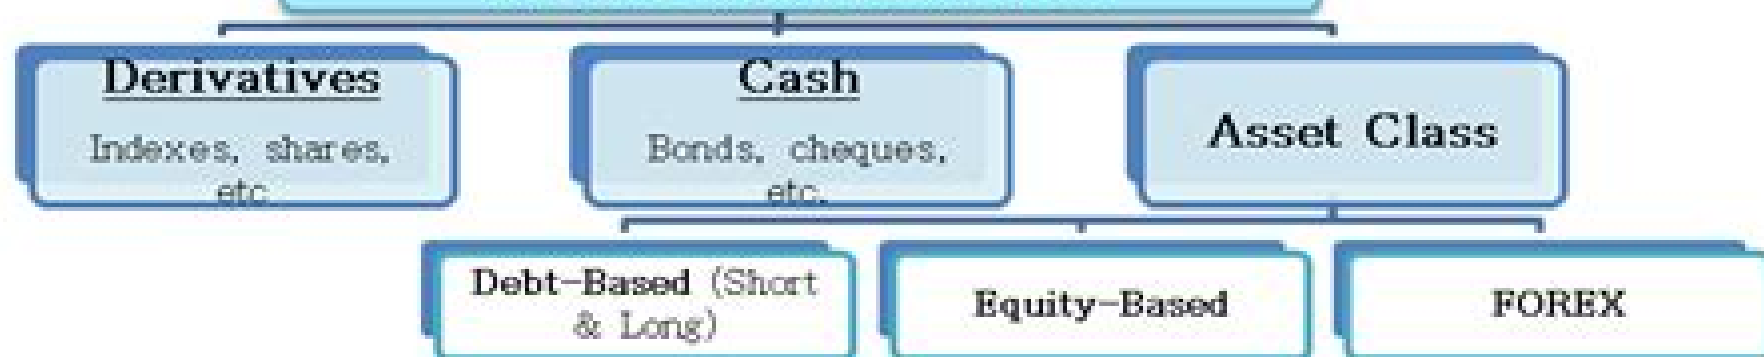 Derivatives
Indexes, shares,
etc
Cash
Bonds, cheques,
etc.
Asset Class
Debt-Based (Short
& Long)
Equity-Based
FOREX